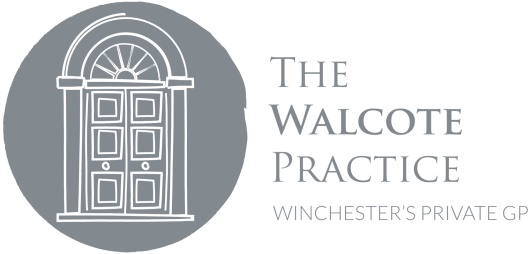 THE
WALCOTE
PRACTICE
WINCHESTER'S PRIVATE GP